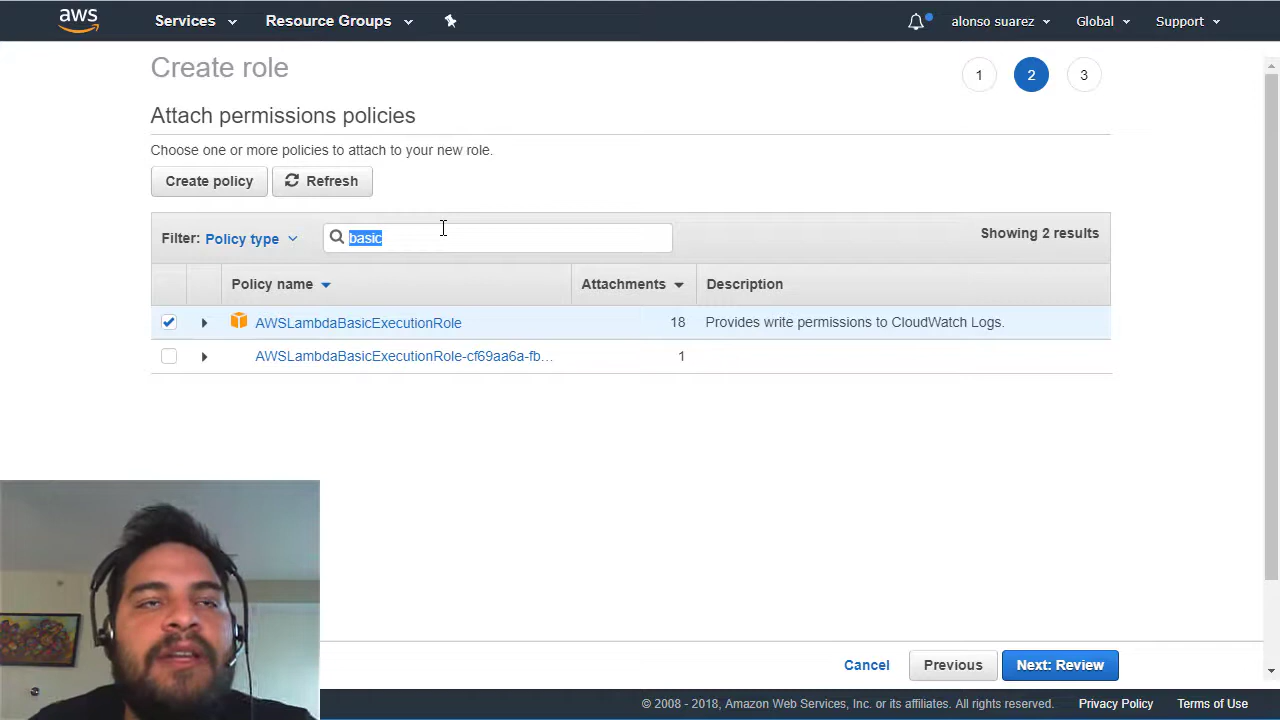 aws Services Resource Groups alonso suarez Global Support
Create role 1 2 3
Attach permissions policies
Choose one or more policies to attach to your new role.
Create policy Refresh
Filter: Policy type basic Showing 2 results
Policy name Attachments Description
AWSLambdaBasicExecutionRole 18 Provides write permissions to CloudWatch Logs.
AWSLambdaBasicExecutionRole-cf69aa6a-fb... 1
Cancel Previous Next: Review
© 2008 - 2018, Amazon Web Services, Inc. or its affiliates. All rights reserved. Privacy Policy Terms of Use